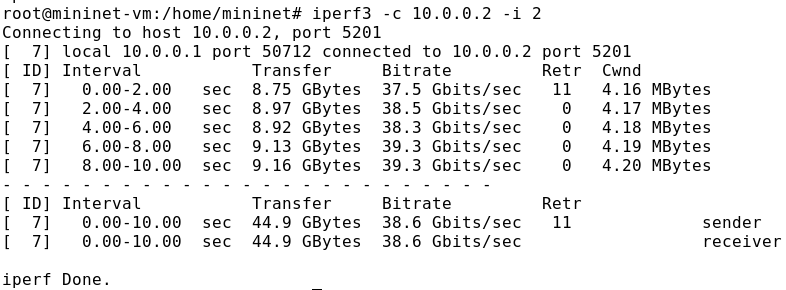 root@mininet-vm:/home/mininet# iperf3 -c 10.0.0.2 -i 2
Connecting to host 10.0.0.2, port 5201
[  7] local 10.0.0.1 port 50712 connected to 10.0.0.2 port 5201
[ ID] Interval           Transfer     Bitrate         Retr  Cwnd
[  7]   0.00-2.00   sec  8.75 GBytes  37.5 Gbits/sec   11   4.16 MBytes
[  7]   2.00-4.00   sec  8.97 GBytes  38.5 Gbits/sec    0   4.17 MBytes
[  7]   4.00-6.00   sec  8.92 GBytes  38.3 Gbits/sec    0   4.18 MBytes
[  7]   6.00-8.00   sec  9.13 GBytes  39.3 Gbits/sec    0   4.19 MBytes
[  7]   8.00-10.00  sec  9.16 GBytes  39.3 Gbits/sec    0   4.20 MBytes
- - - - - - - - - - - - - - - - - - - - - - - - -
[ ID] Interval           Transfer     Bitrate         Retr
[  7]   0.00-10.00  sec  44.9 GBytes  38.6 Gbits/sec   11             sender
[  7]   0.00-10.00  sec  44.9 GBytes  38.6 Gbits/sec                  receiver

iperf Done.